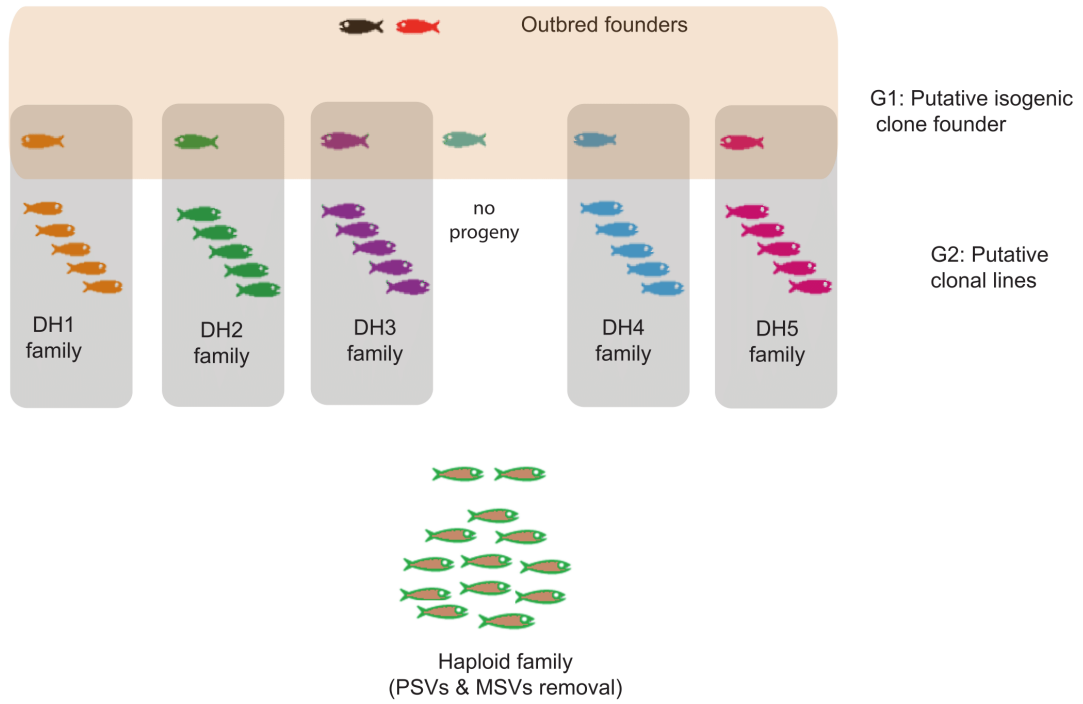 Outbred founders
G1: Putative isogenic
clone founder
no
progeny
G2: Putative
clonal lines
DH1
family
DH2
family
DH3
family
DH4
family
DH5
family
Haploid family
(PSVs & MSVs removal)